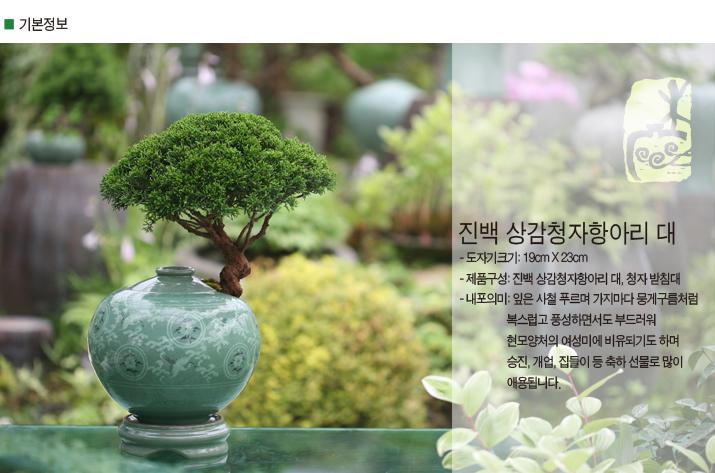 기본정보
진백 상감청자항아리 대
- 도자기크기: 19cm X 23cm
- 제품구성: 진백 상감청자항아리 대, 청자 받침대
- 내포의미: 잎은 사철 푸르며 가지마다 뭉게구름처럼
복스럽고 풍성하면서도 부드러워
현모양처의 여성미에 비유되기도 하며
승진, 개업, 집들이 등 축하 선물로 많이
애용됩니다.